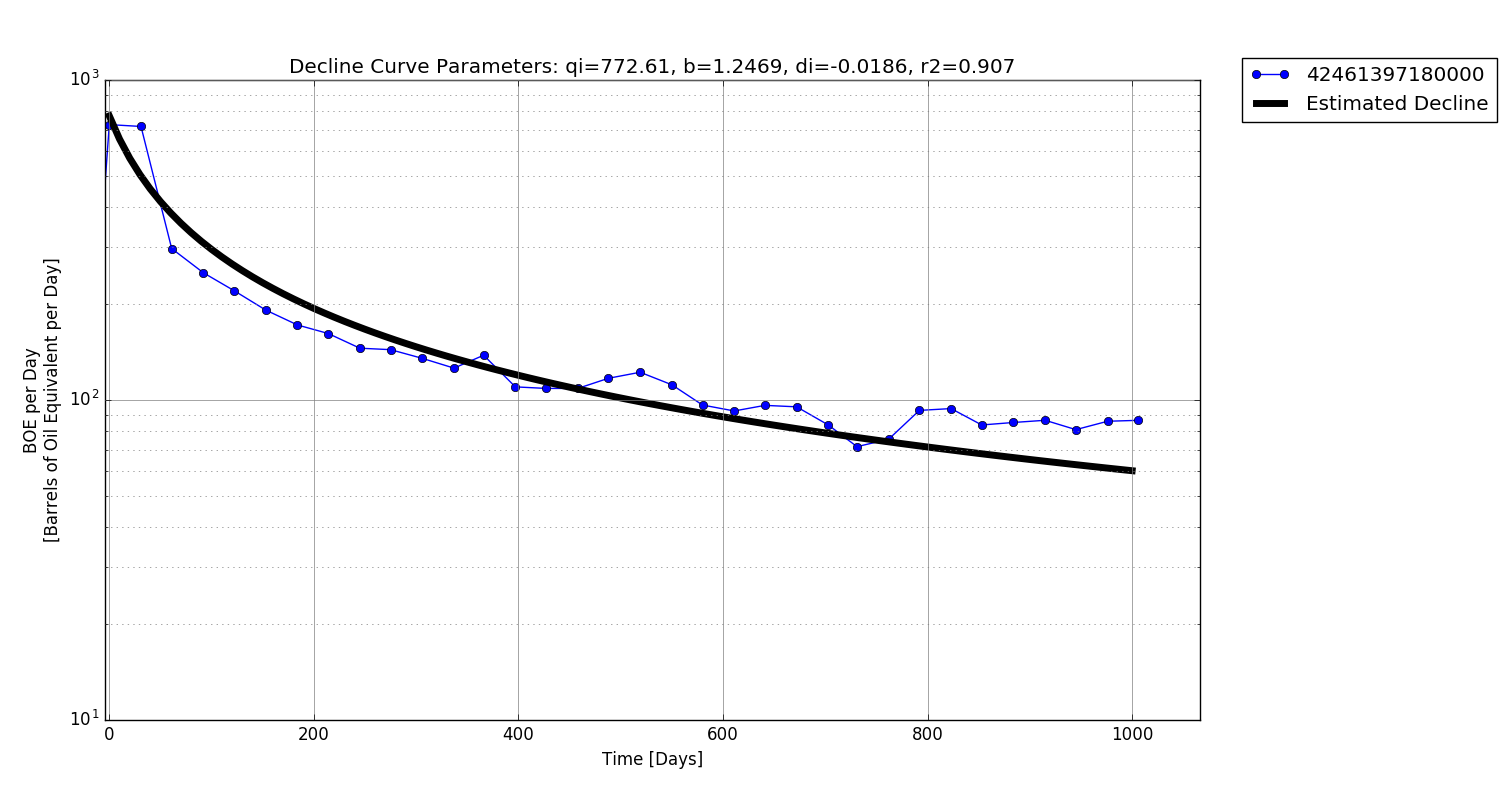 Decline Curve Parameters: qi=772.61, b=1.2469, di=-0.0186, r2=0.907
42461397180000
Estimated Decline
10³
10²
10¹
BOE per Day
[Barrels of Oil Equivalent per Day]
0 200 400 600 800 1000
Time [Days]